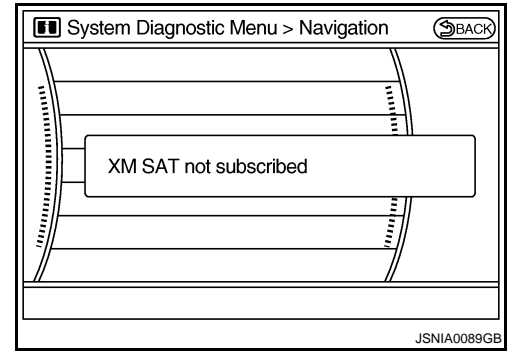 System Diagnostic Menu > Navigation
BACK
XM SAT not subscribed
JSNIA0089GB